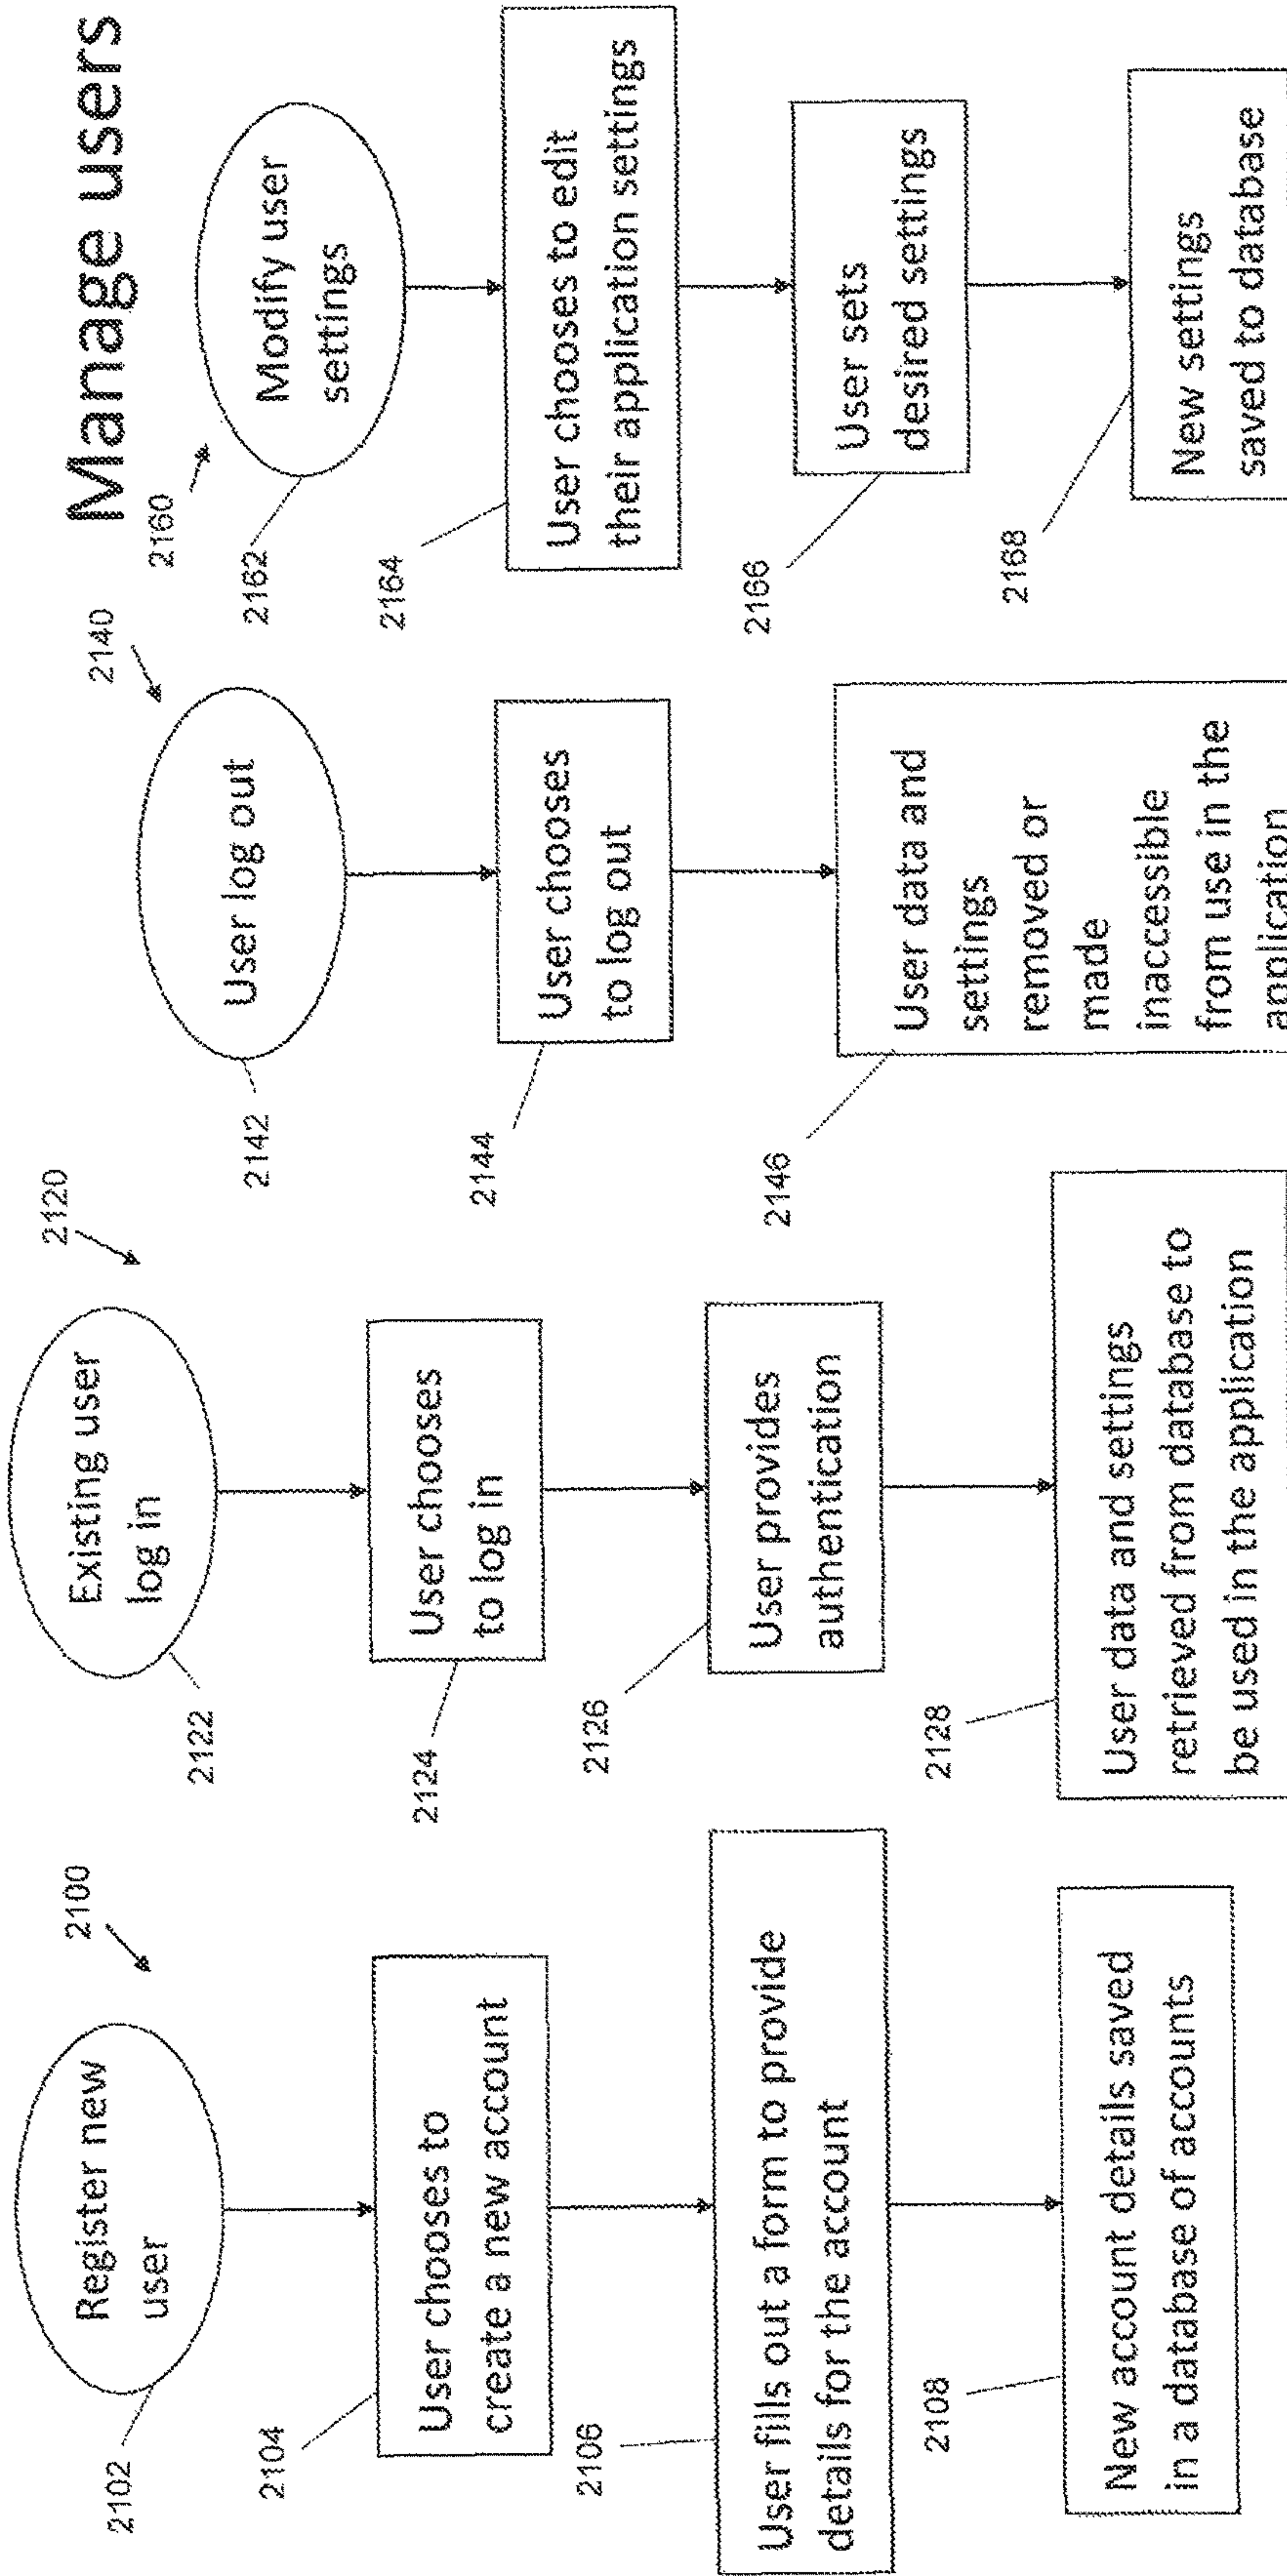 Manage users
2100
Register new
user
2102
User chooses to
create a new account
2104
User fills out a form to provide
details for the account
2106
New account details saved
in a database of accounts
2108
2120
Existing user
log in
2122
User chooses
to log in
2124
User provides
authentication
2126
User data and settings
retrieved from database to
be used in the application
2128
2140
User log out
2142
User chooses
to log out
2144
User data and
settings
removed or
made
inaccessible
from use in the
application
2146
2160
Modify user
settings
2162
User chooses to edit
their application settings
2164
User sets
desired settings
2166
New settings
saved to database
2168